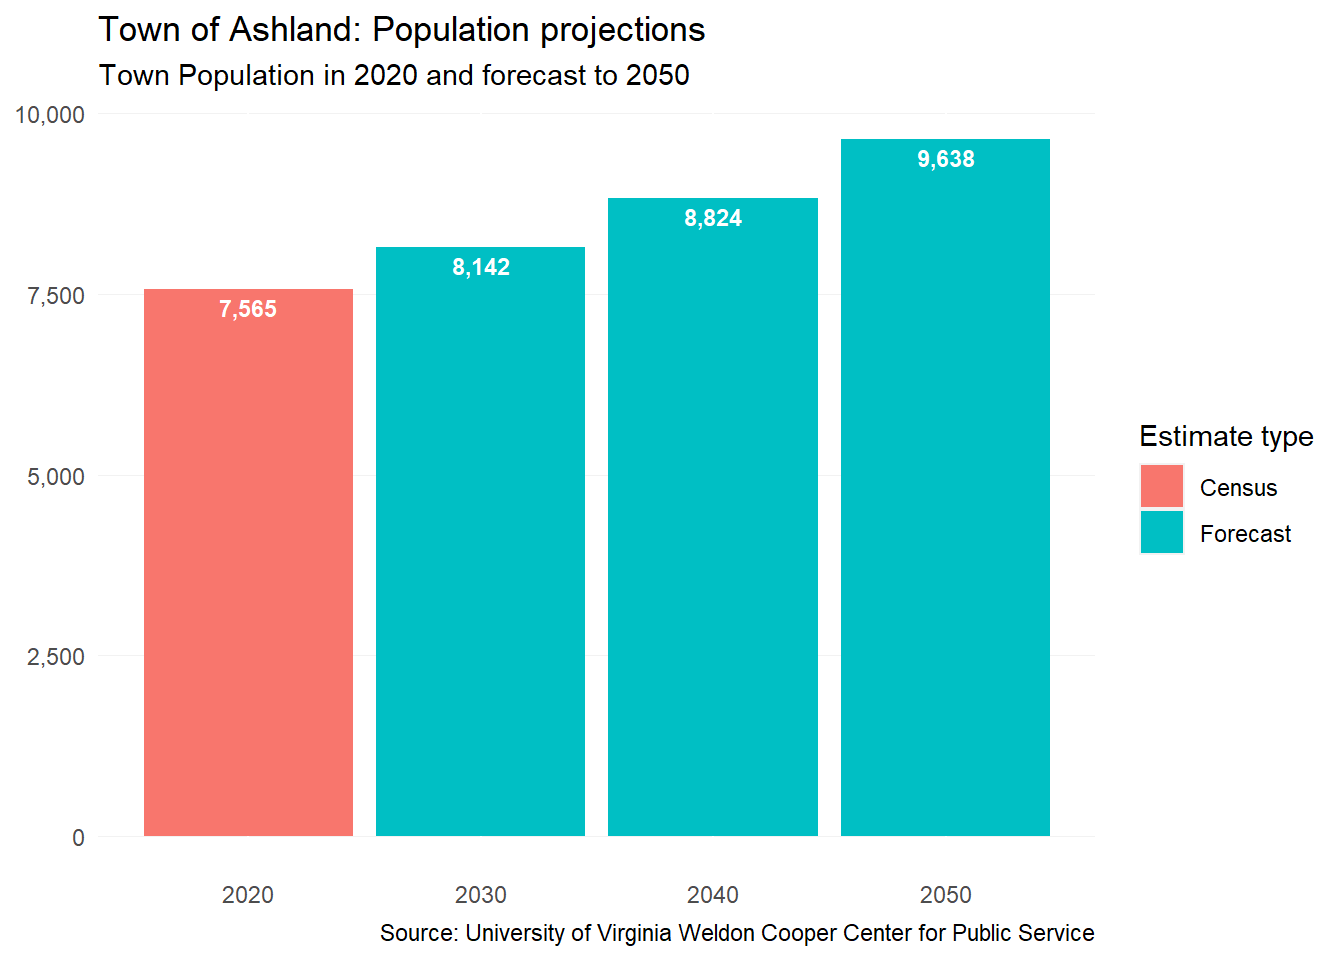 Town of Ashland: Population projections
Town Population in 2020 and forecast to 2050
10,000
7,500
5,000
2,500
0
7,565
8,142
8,824
9,638
2020
2030
2040
2050
Estimate type
Census
Forecast
Source: University of Virginia Weldon Cooper Center for Public Service